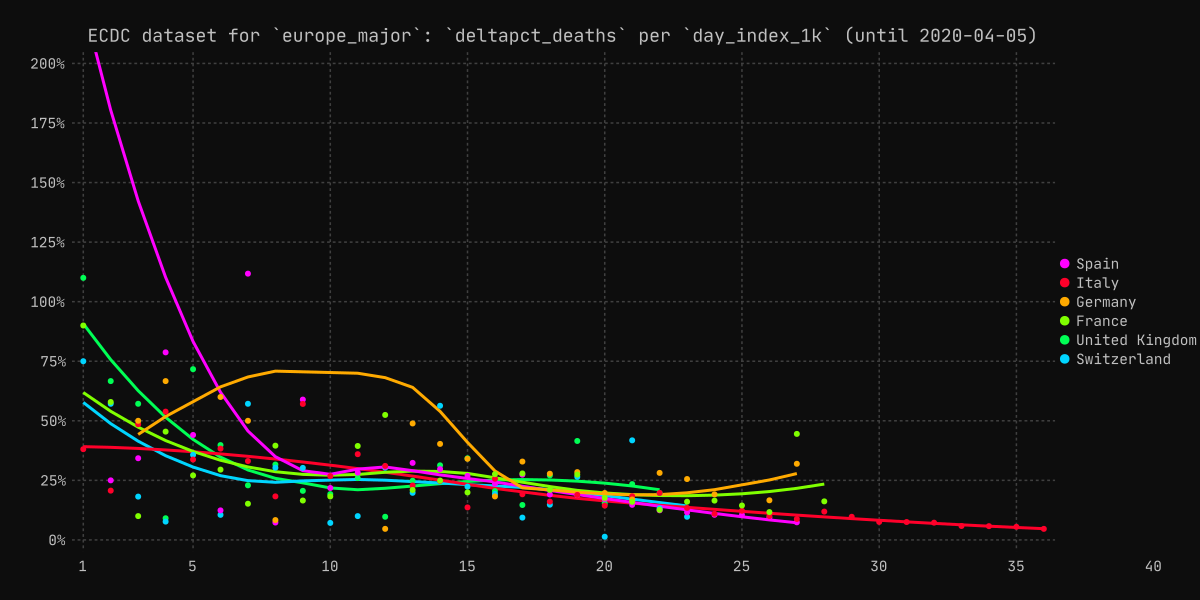 ECDC dataset for `europe_major`: `deltapct_deaths` per `day_index_1k` (until 2020-04-05)
200%
175%
150%
125%
100%
75%
50%
25%
0%
Spain
Italy
Germany
France
United Kingdom
Switzerland
1 5 10 15 20 25 30 35 40